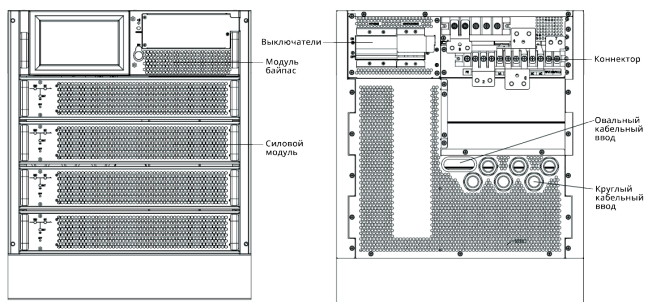 Выключатели
Модуль
байпас
Силовой
модуль
Коннектор
Овальный
кабельный
ввод
Круглый
кабельный
ввод